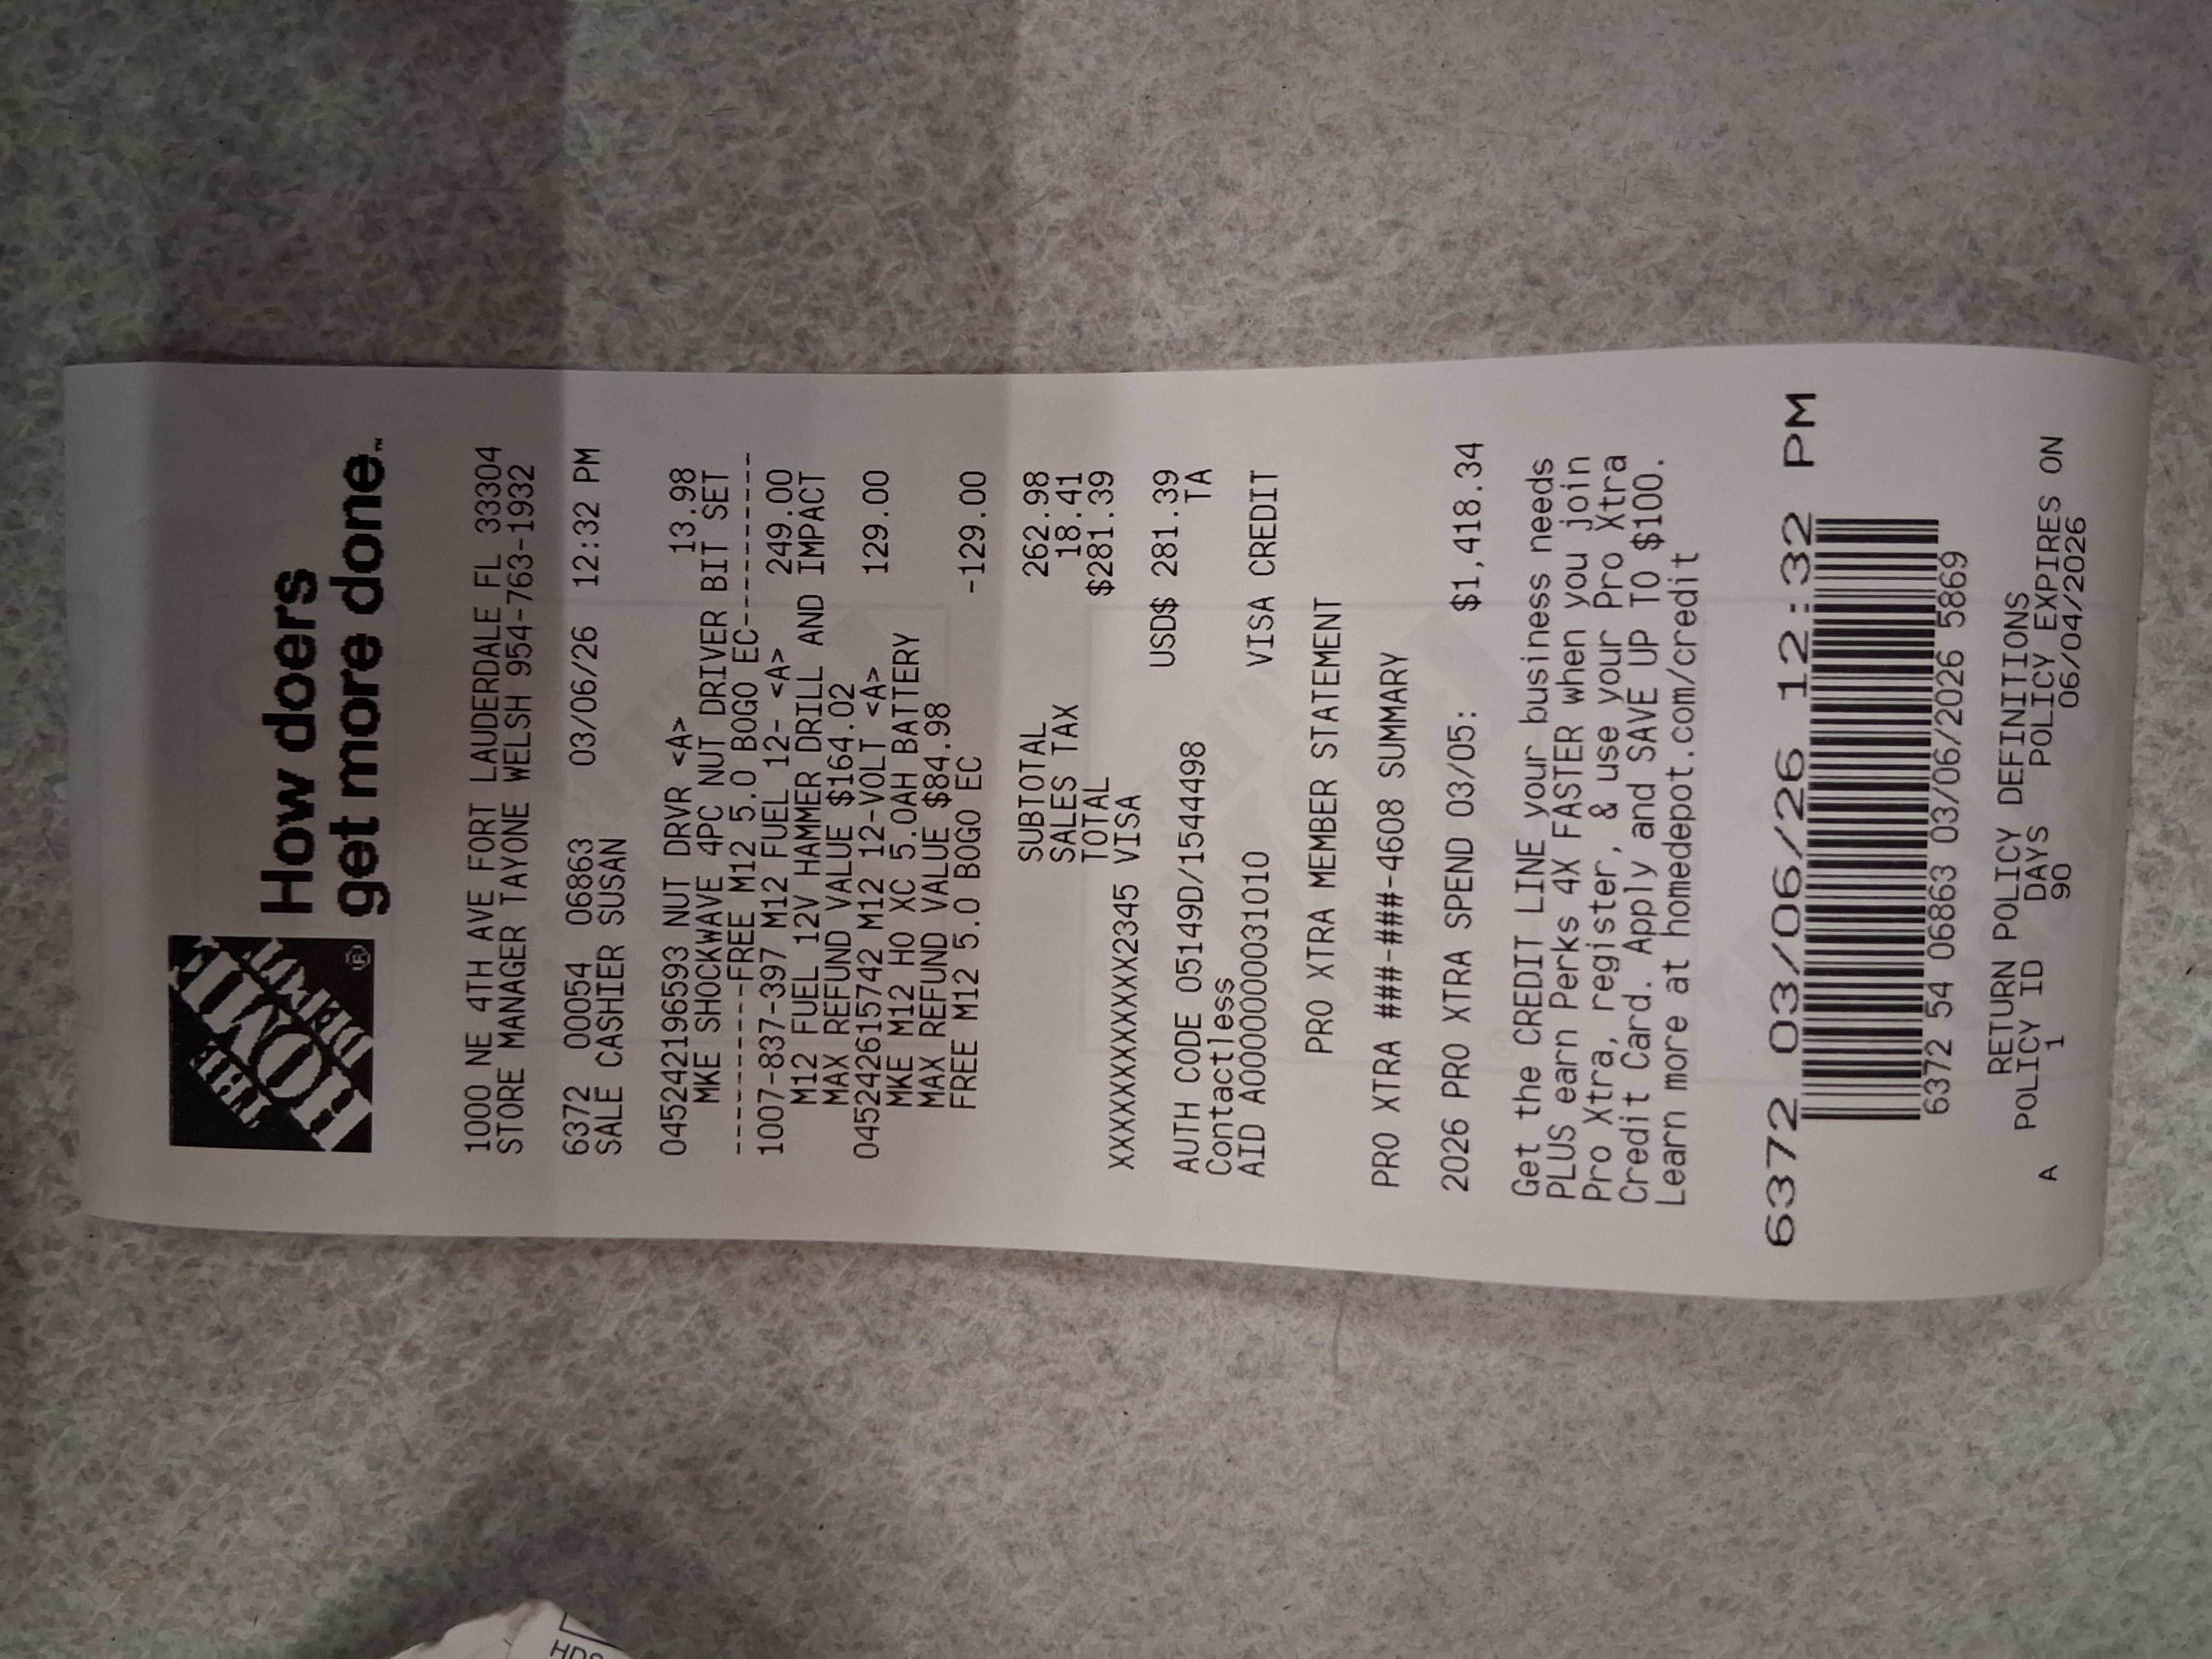 THE
HOME
DEPOT
®
How doers
get more done.™
1000 NE 4TH AVE FORT LAUDERDALE FL 33304
STORE MANAGER TAYONE WELSH 954-763-1932
6372 00054 06863 03/06/26 12:32 PM
SALE CASHIER SUSAN
045242196593 NUT DRVR <A> 13.98
MKE SHOCKWAVE 4PC NUT DRIVER BIT SET
----------FREE M12 5.0 BOGO EC----------
1007-837-397 M12 FUEL 12- <A> 249.00
M12 FUEL 12V HAMMER DRILL AND IMPACT
MAX REFUND VALUE $164.02
045242615742 M12 12-VOLT <A> 129.00
MKE M12 HO XC 5.0AH BATTERY
MAX REFUND VALUE $84.98
FREE M12 5.0 BOGO EC -129.00
SUBTOTAL 262.98
SALES TAX 18.41
TOTAL $281.39
XXXXXXXXXXXX2345 VISA
USD$ 281.39
AUTH CODE 05149D/1544498 TA
Contactless
AID A0000000031010 VISA CREDIT
PRO XTRA MEMBER STATEMENT
PRO XTRA ###-###-4608 SUMMARY
2026 PRO XTRA SPEND 03/05: $1,418.34
Get the CREDIT LINE your business needs
PLUS earn Perks 4X FASTER when you join
Pro Xtra, register, & use your Pro Xtra
Credit Card. Apply and SAVE UP TO $100.
Learn more at homedepot.com/credit
6372 03/06/26 12:32 PM
6372 54 06863 03/06/2026 5869
RETURN POLICY DEFINITIONS
POLICY ID DAYS POLICY EXPIRES ON
A 1 90 06/04/2026